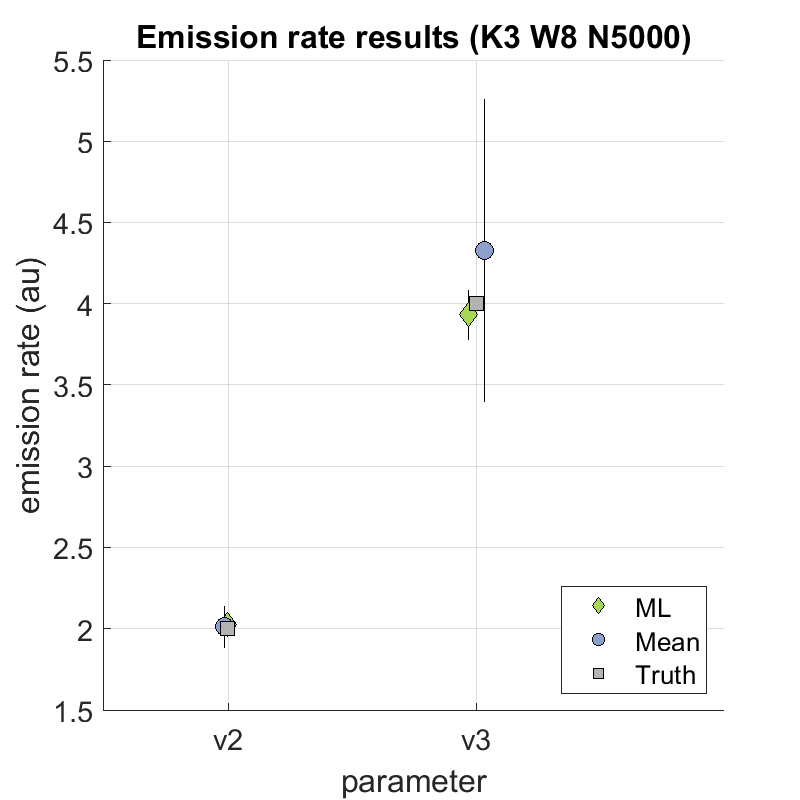 Emission rate results (K3 W8 N5000)
5.5
5
4.5
4
3.5
3
2.5
2
1.5
emission rate (au)
v2
v3
parameter
ML
Mean
Truth